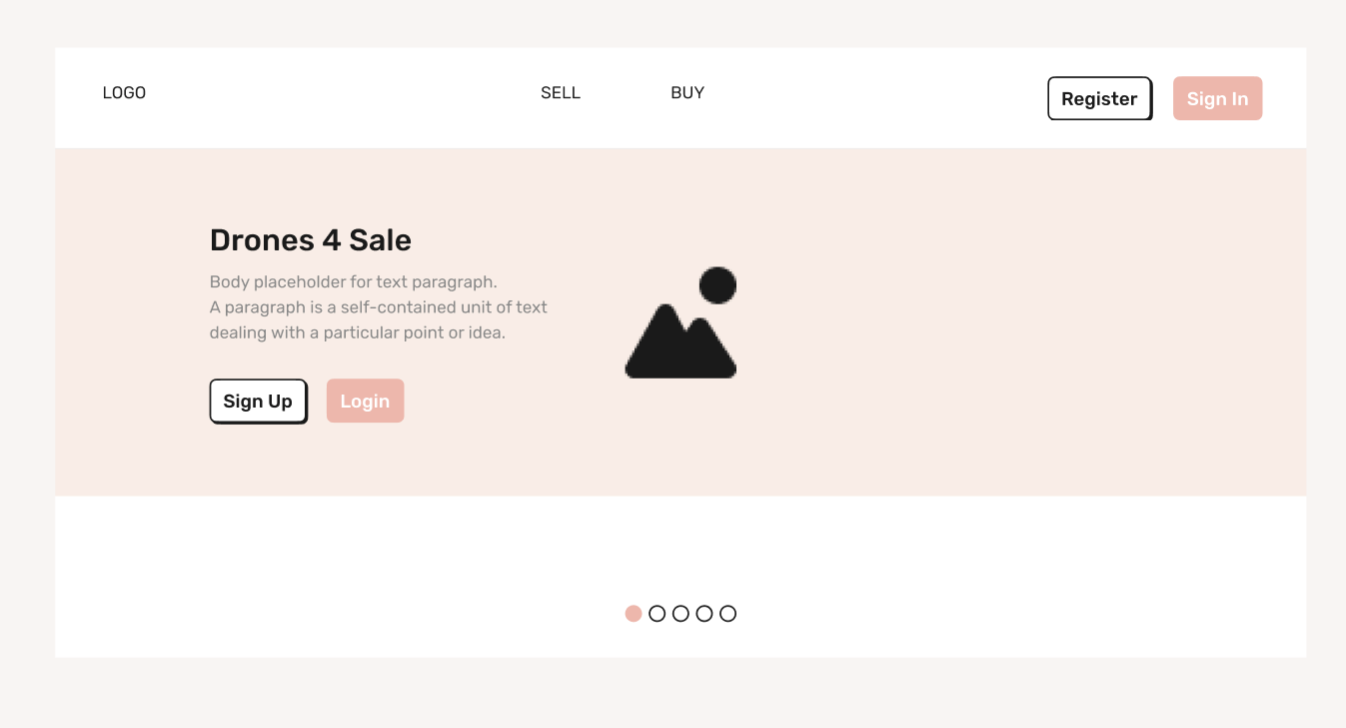 LOGO
SELL
BUY
Register
Sign In
Drones 4 Sale
Body placeholder for text paragraph.
A paragraph is a self-contained unit of text
dealing with a particular point or idea.
Sign Up
Login